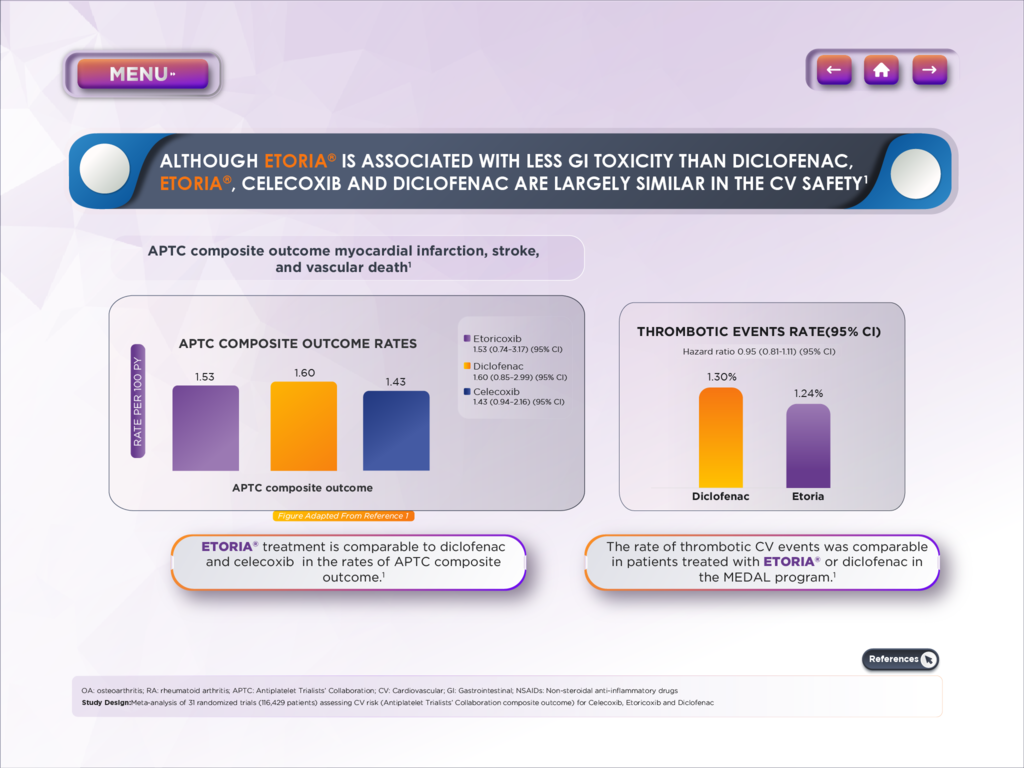 MENU
ALTHOUGH ETORIA® IS ASSOCIATED WITH LESS GI TOXICITY THAN DICLOFENAC,
ETORIA®, CELECOXIB AND DICLOFENAC ARE LARGELY SIMILAR IN THE CV SAFETY¹
APTC composite outcome myocardial infarction, stroke,
and vascular death¹
APTC COMPOSITE OUTCOME RATES
RATE PER 100 PY
1.53
1.60
1.43
APTC composite outcome
Etoricoxib
1.53 (0.74-3.17) (95% CI)
Diclofenac
1.60 (0.85-2.99) (95% CI)
Celecoxib
1.43 (0.94-2.16) (95% CI)
Figure Adapted From Reference 1
THROMBOTIC EVENTS RATE(95% CI)
Hazard ratio 0.95 (0.81-1.11) (95% CI)
1.30%
1.24%
Diclofenac
Etoria
ETORIA® treatment is comparable to diclofenac
and celecoxib in the rates of APTC composite
outcome.¹
The rate of thrombotic CV events was comparable
in patients treated with ETORIA® or diclofenac in
the MEDAL program.¹
References
OA: osteoarthritis; RA: rheumatoid arthritis; APTC: Antiplatelet Trialists' Collaboration; CV: Cardiovascular; GI: Gastrointestinal; NSAIDs: Non-steroidal anti-inflammatory drugs
Study Design:Meta-analysis of 31 randomized trials (116,429 patients) assessing CV risk (Antiplatelet Trialists' Collaboration composite outcome) for Celecoxib, Etoricoxib and Diclofenac